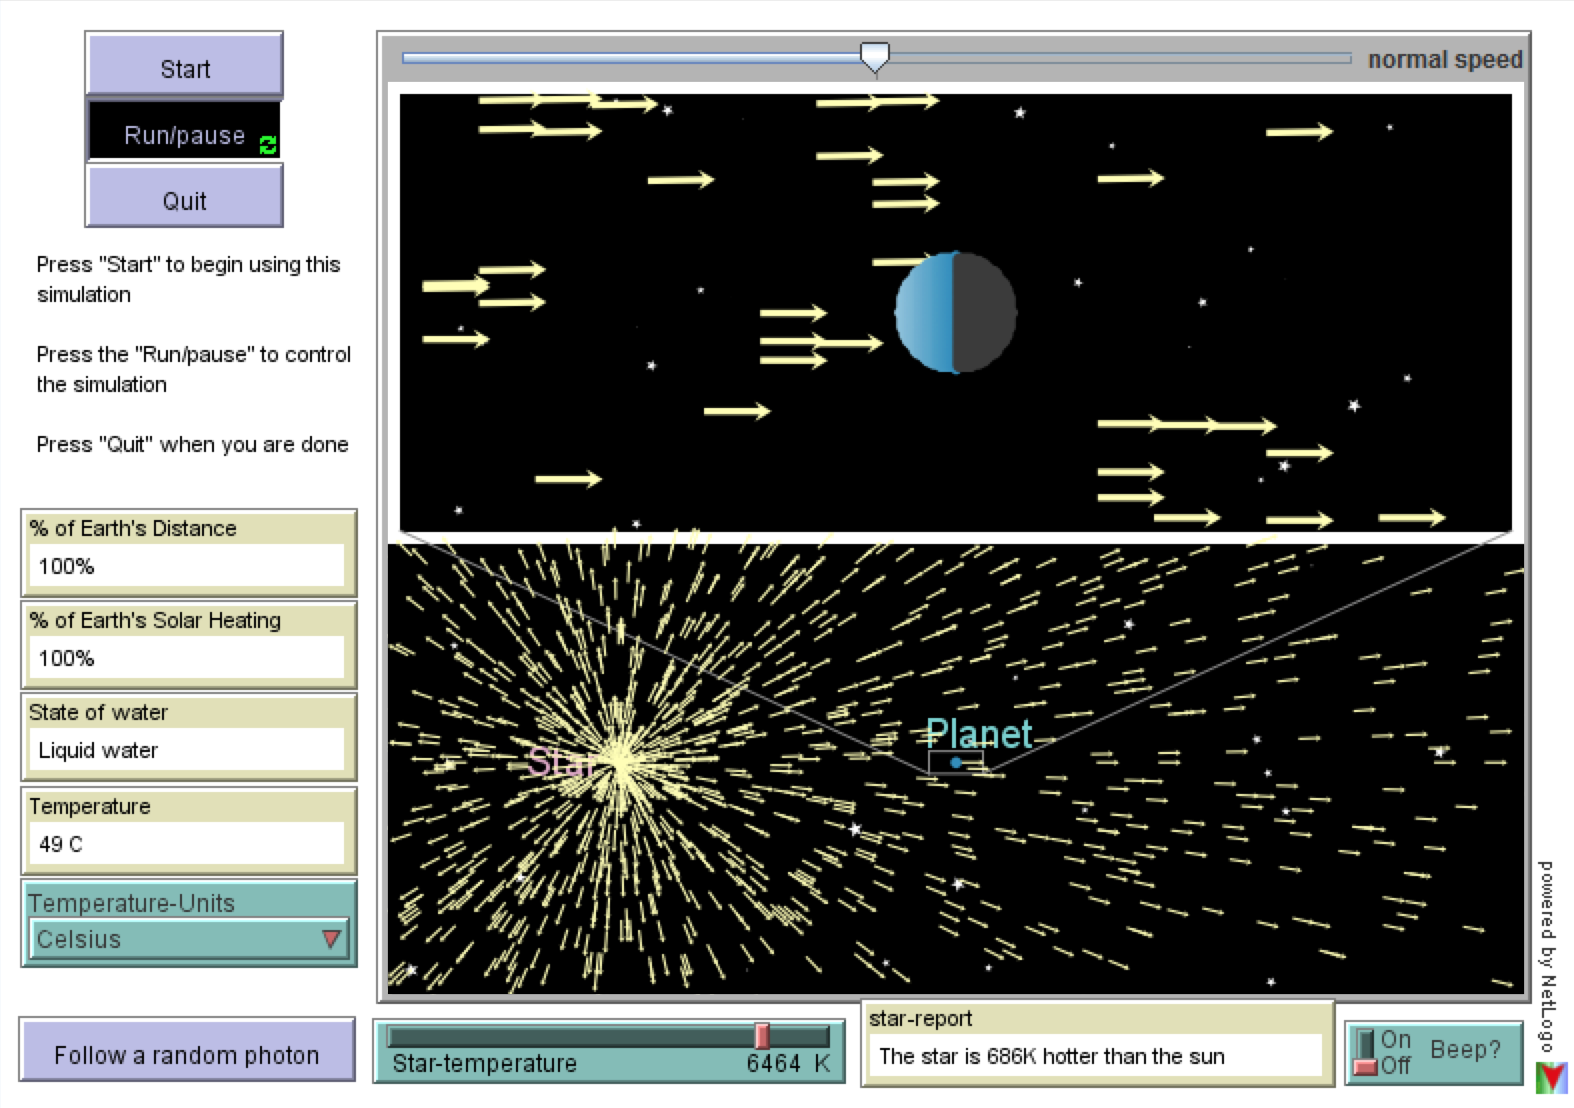 Start
Run/pause
Quit
Press "Start" to begin using this
simulation
Press the "Run/pause" to control
the simulation
Press "Quit" when you are done
% of Earth's Distance
100%
% of Earth's Solar Heating
100%
State of water
Liquid water
Temperature
49 C
Temperature-Units
Celsius
Follow a random photon
normal speed
Planet
Star
Star-temperature 6464 K
star-report
The star is 686K hotter than the sun
On
Off
Beep?
powered by NetLogo